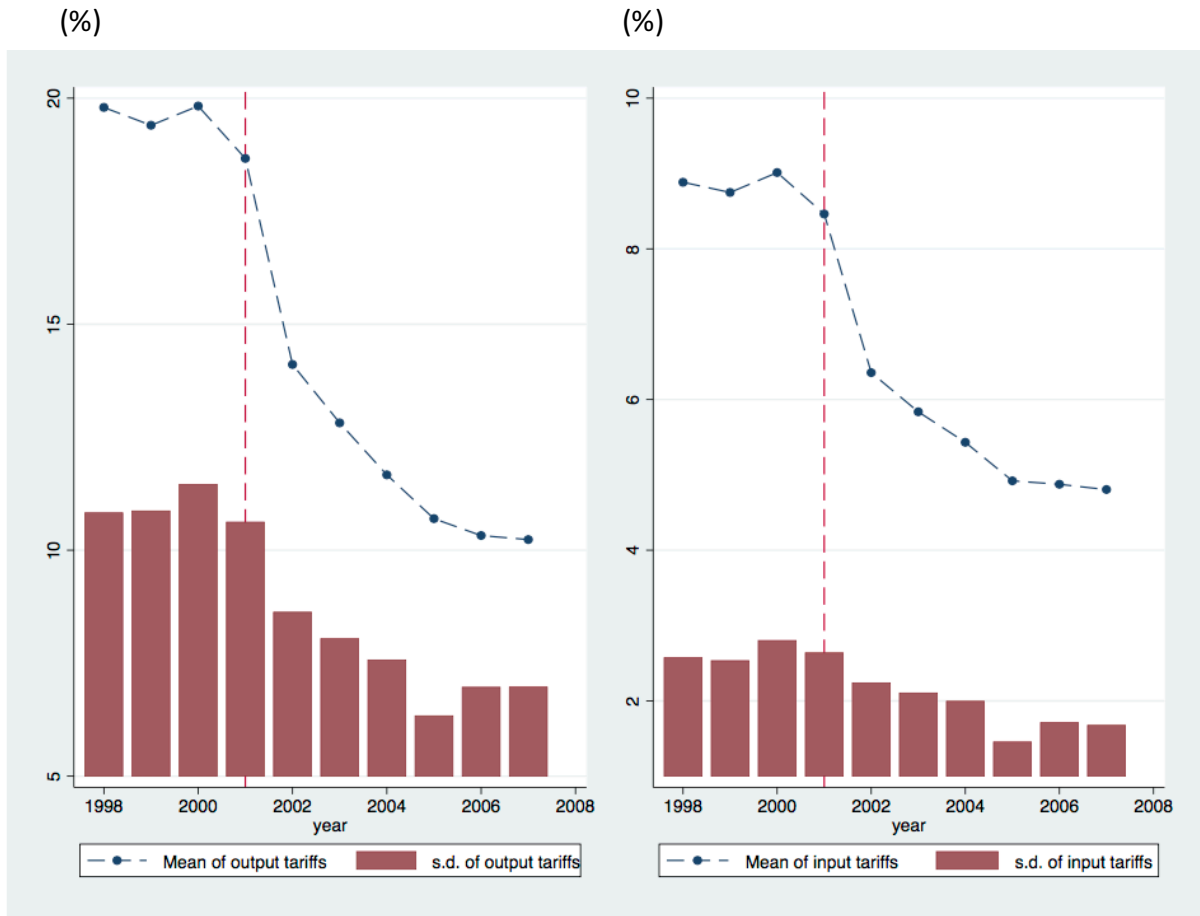 (%)
(%)
20
15
10
5
1998 2000 2002 2004 2006 2008
year
Mean of output tariffs s.d. of output tariffs
10
8
6
4
2
1998 2000 2002 2004 2006 2008
year
Mean of input tariffs s.d. of input tariffs